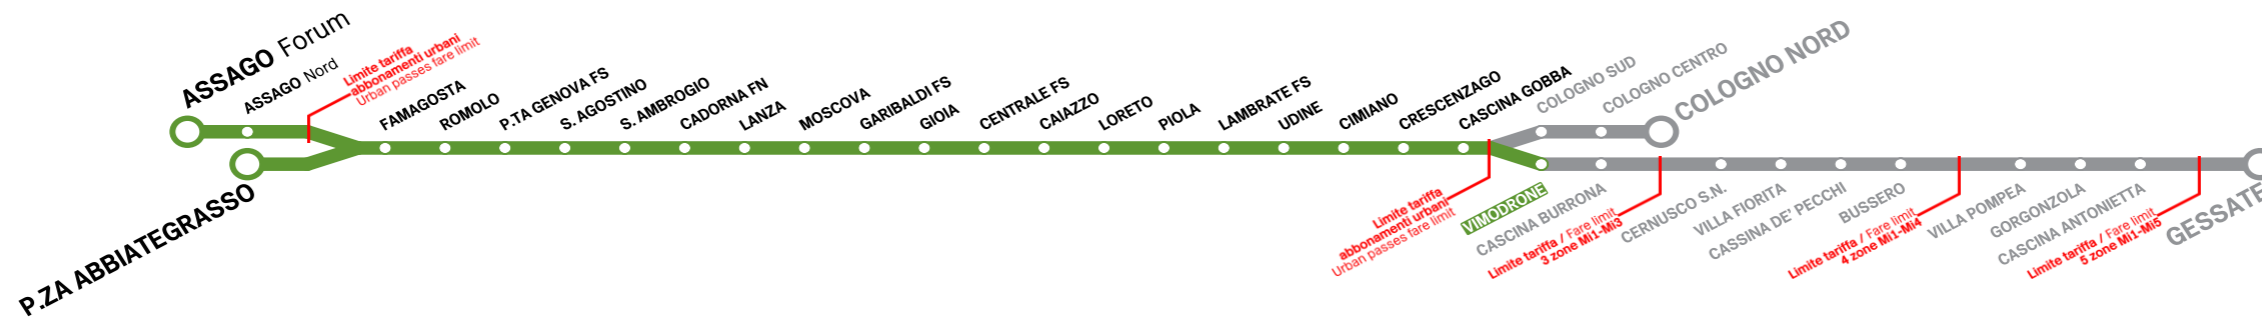 ASSAGO Forum
ASSAGO Nord
Limite tariffa
abbonamenti urbani
Urban passes fare limit
P.ZA ABBIATEGRASSO
FAMAGOSTA
ROMOLO
P.TA GENOVA FS
S. AGOSTINO
S. AMBROGIO
CADORNA FN
LANZA
MOSCOVA
GARIBALDI FS
GIOIA
CENTRALE FS
CAIAZZO
LORETO
PIOLA
LAMBRATE FS
UDINE
CIMIANO
CRESCENZAGO
CASCINA GOBBA
COLOGNO SUD
COLOGNO CENTRO
COLOGNO NORD
Limite tariffa
abbonamenti urbani
Urban passes fare limit
VIMODRONE
CASCINA BURRONA
Limite tariffa / Fare limit
3 zone Mi1-Mi3
CERNUSCO S.N.
VILLA FIORITA
CASSINA DE' PECCHI
BUSSERO
Limite tariffa / Fare limit
4 zone Mi1-Mi4
VILLA POMPEA
GORGONZOLA
CASCINA ANTONIETTA
Limite tariffa / Fare limit
5 zone Mi1-Mi5
GESSATE